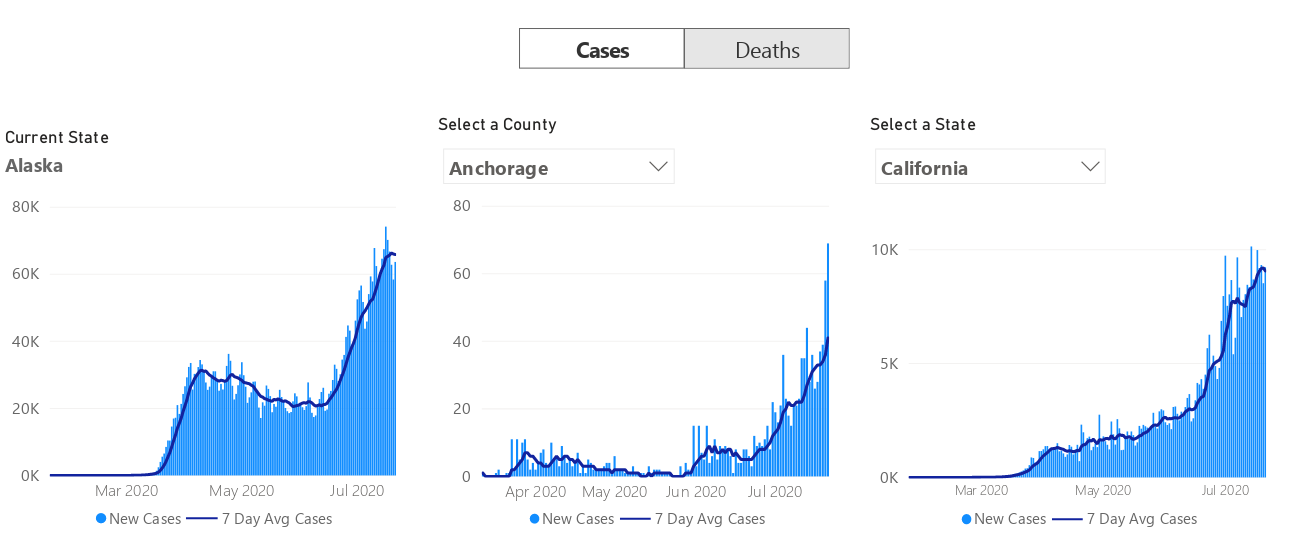 Cases Deaths
Current State
Alaska
80K
60K
40K
20K
0K
Mar 2020 May 2020 Jul 2020
New Cases 7 Day Avg Cases
Select a County
Anchorage
80
60
40
20
0
Apr 2020 May 2020 Jun 2020 Jul 2020
New Cases 7 Day Avg Cases
Select a State
California
10K
5K
0K
Mar 2020 May 2020 Jul 2020
New Cases 7 Day Avg Cases